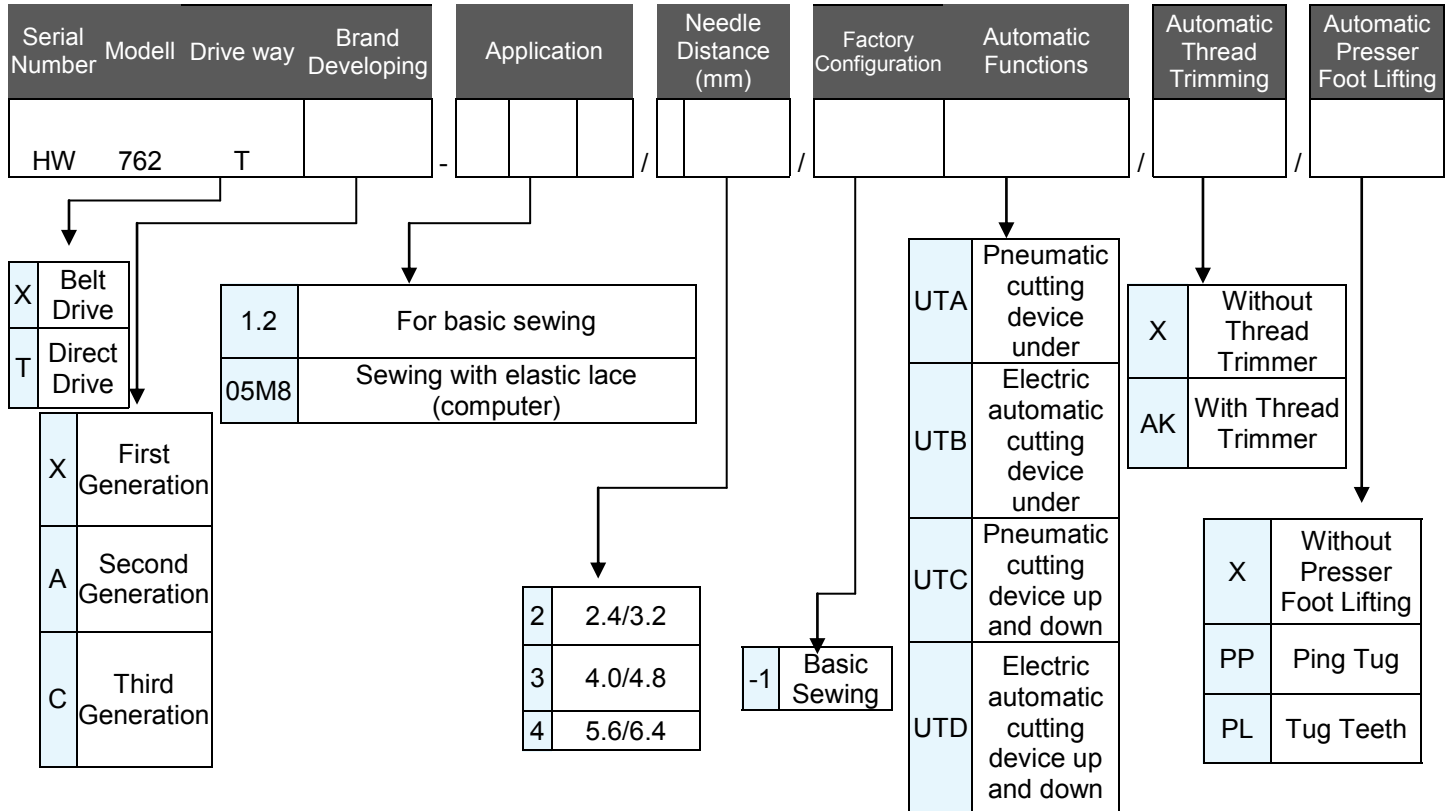 Serial Number
Modell
Drive way
Brand Developing
Application
Needle Distance (mm)
Factory Configuration
Automatic Functions
Automatic Thread Trimming
Automatic Presser Foot Lifting
HW 762 T - / / / /
X Belt Drive
T Direct Drive
X First Generation
A Second Generation
C Third Generation
1.2 For basic sewing
05M8 Sewing with elastic lace (computer)
2 2.4/3.2
3 4.0/4.8
4 5.6/6.4
-1 Basic Sewing
UTA Pneumatic cutting device under
UTB Electric automatic cutting device under
UTC Pneumatic cutting device up and down
UTD Electric automatic cutting device up and down
X Without Thread Trimmer
AK With Thread Trimmer
X Without Presser Foot Lifting
PP Ping Tug
PL Tug Teeth